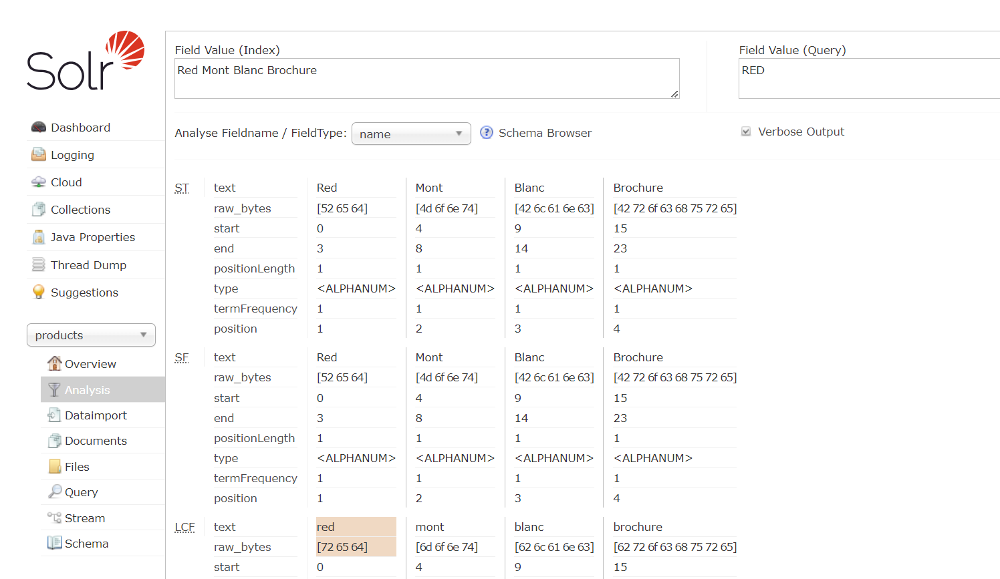 Solr
Dashboard
Logging
Cloud
Collections
Java Properties
Thread Dump
Suggestions
products
Overview
Analysis
Dataimport
Documents
Files
Query
Stream
Schema
Field Value (Index)
Red Mont Blanc Brochure
Field Value (Query)
RED
Analyse Fieldname / FieldType: name ? Schema Browser
Verbose Output
ST text Red Mont Blanc Brochure
raw_bytes [52 65 64] [4d 6f 6e 74] [42 6c 61 6e 63] [42 72 6f 63 68 75 72 65]
start 0 4 9 15
end 3 8 14 23
positionLength 1 1 1 1
type <ALPHANUM> <ALPHANUM> <ALPHANUM> <ALPHANUM>
termFrequency 1 1 1 1
position 1 2 3 4
SF text Red Mont Blanc Brochure
raw_bytes [52 65 64] [4d 6f 6e 74] [42 6c 61 6e 63] [42 72 6f 63 68 75 72 65]
start 0 4 9 15
end 3 8 14 23
positionLength 1 1 1 1
type <ALPHANUM> <ALPHANUM> <ALPHANUM> <ALPHANUM>
termFrequency 1 1 1 1
position 1 2 3 4
LCF text red mont blanc brochure
raw_bytes [72 65 64] [6d 6f 6e 74] [62 6c 61 6e 63] [62 72 6f 63 68 75 72 65]
start 0 4 9 15